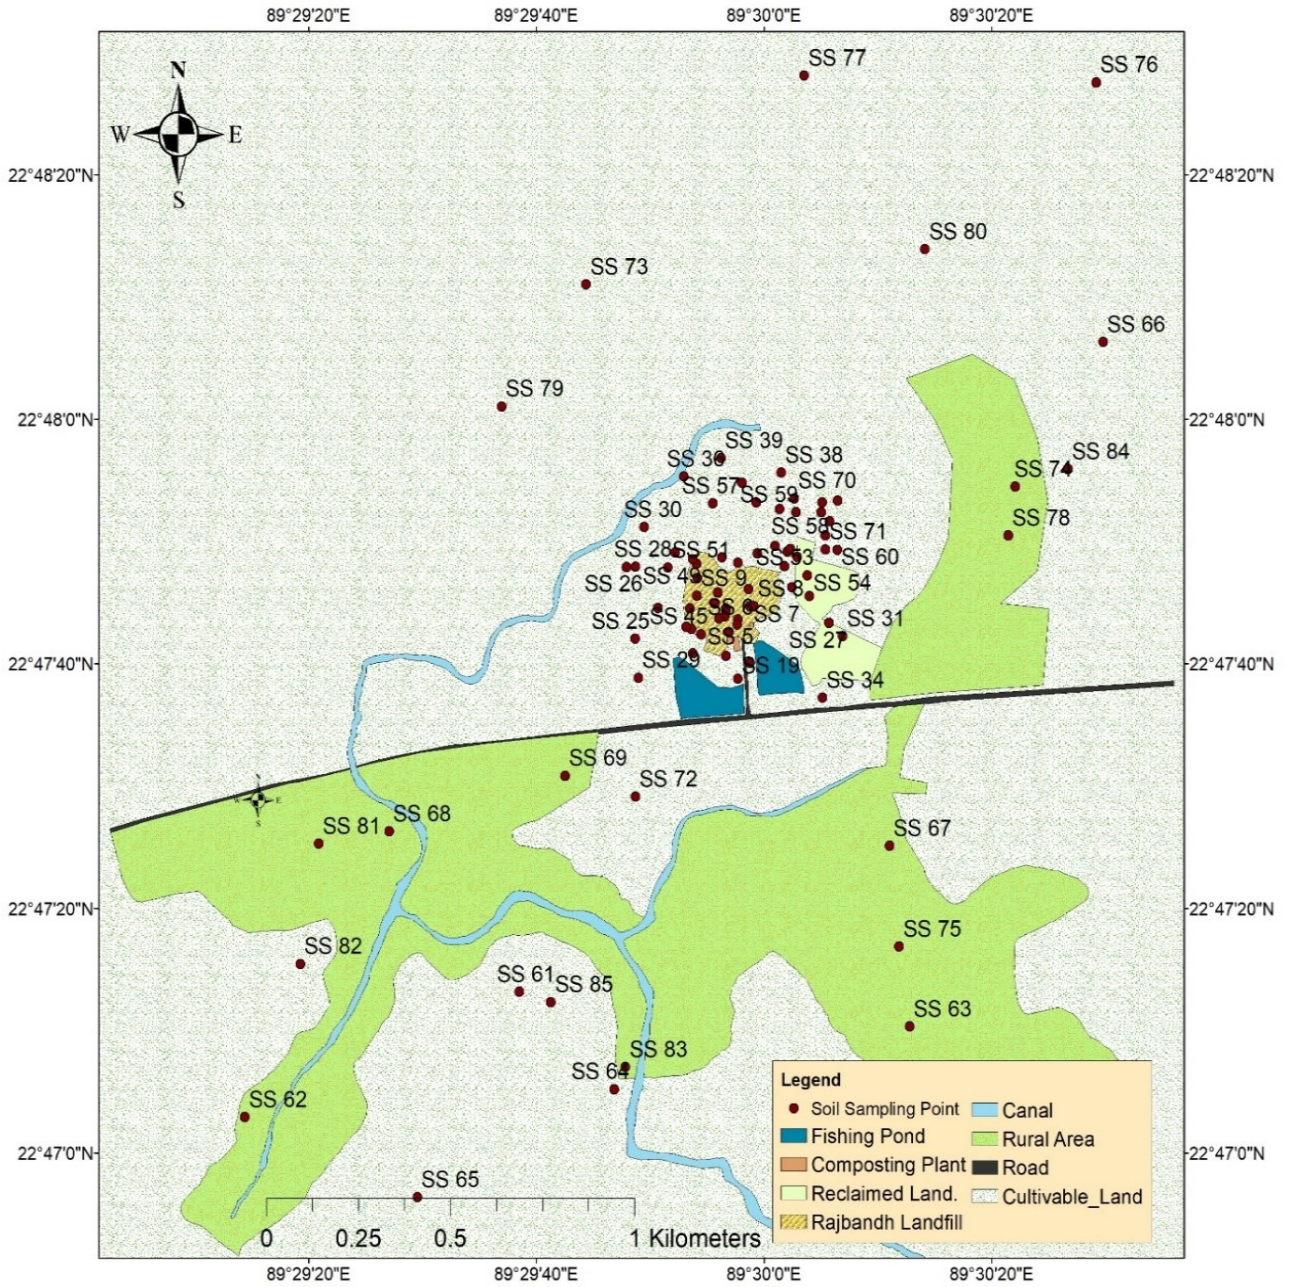 89°29'20"E 89°29'40"E 89°30'0"E 89°30'20"E
N
W E
S
SS 77
SS 76
22°48'20"N 22°48'20"N
SS 80
SS 73
SS 66
SS 79
22°48'0"N 22°48'0"N
SS 39
SS 38
SS 84
SS 74
SS 70
SS 57
SS 59
SS 30
SS 78
SS 58
SS 71
SS 28
SS 51
SS 53
SS 60
SS 26
SS 49
SS 9
SS 8
SS 54
SS 6
SS 7
SS 25
SS 45
SS 31
SS 5
SS 27
22°47'40"N 22°47'40"N
SS 29
SS 19
SS 34
SS 69
SS 72
N
W E
S
SS 68
SS 81
SS 67
22°47'20"N 22°47'20"N
SS 82
SS 75
SS 61
SS 85
SS 63
SS 83
SS 64
SS 62
22°47'0"N 22°47'0"N
SS 65
0 0.25 0.5 1 Kilometers
Legend
Soil Sampling Point
Fishing Pond
Composting Plant
Reclaimed Land.
Rajbandh Landfill
Canal
Rural Area
Road
Cultivable_Land
89°29'20"E 89°29'40"E 89°30'0"E 89°30'20"E